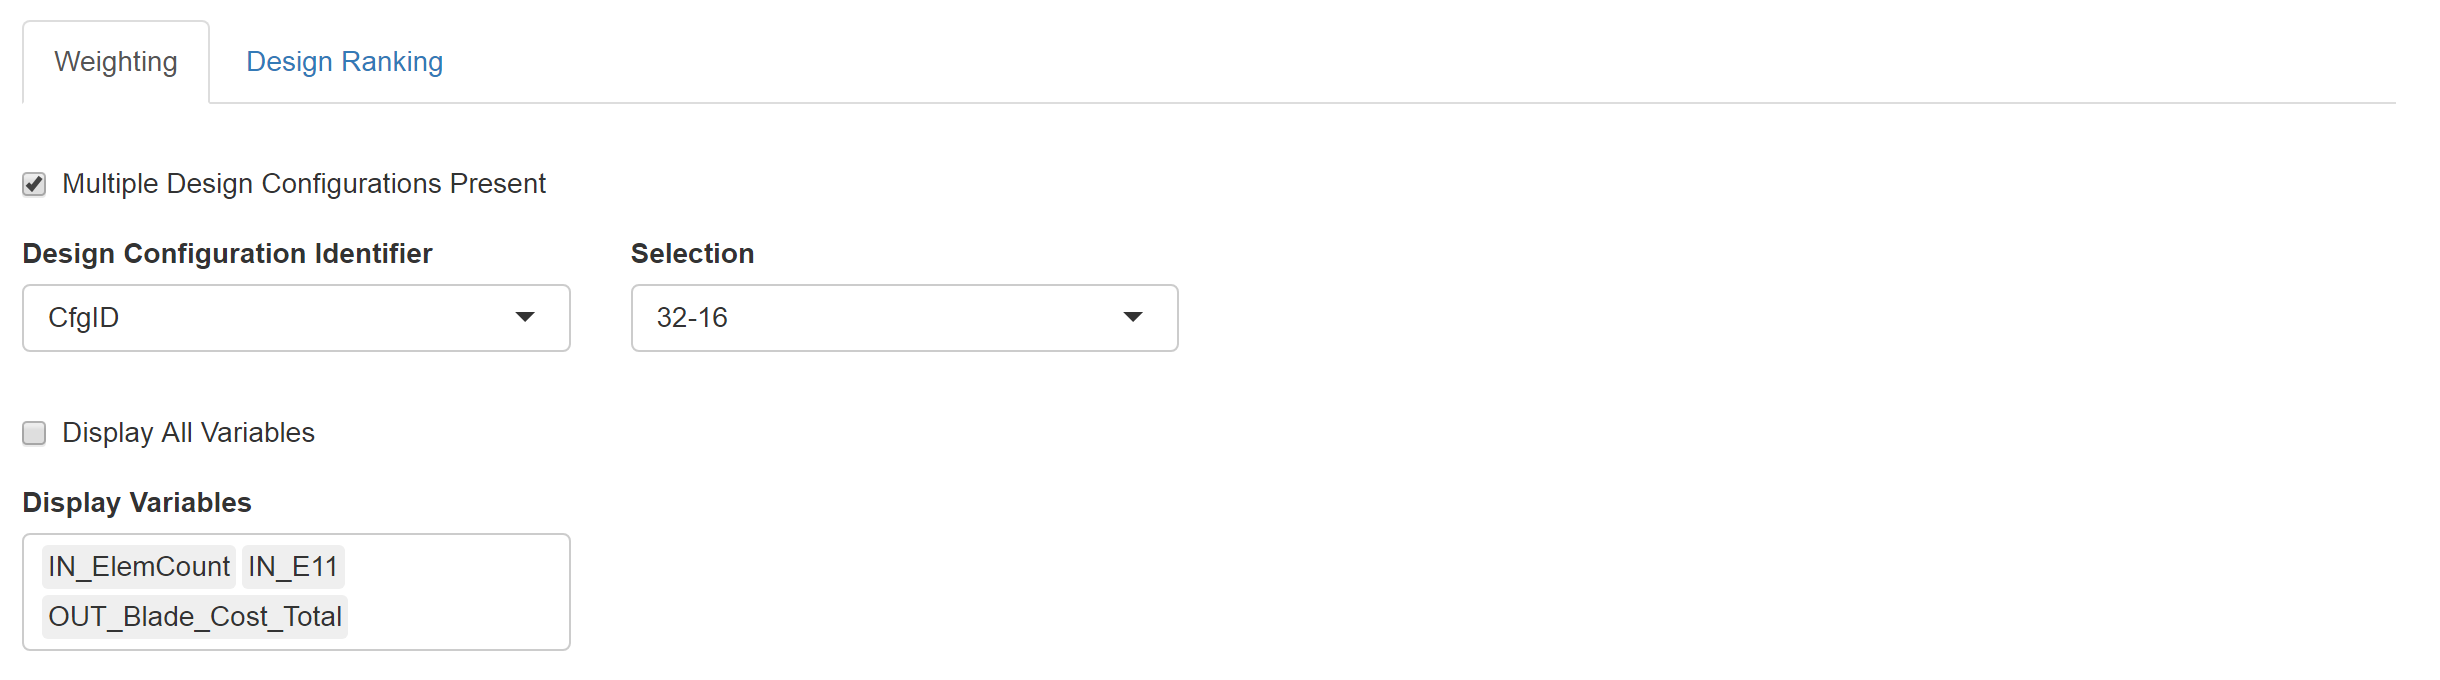 Weighting Design Ranking
Multiple Design Configurations Present
Design Configuration Identifier Selection
CfgID 32-16
Display All Variables
Display Variables
IN_ElemCount IN_E11
OUT_Blade_Cost_Total